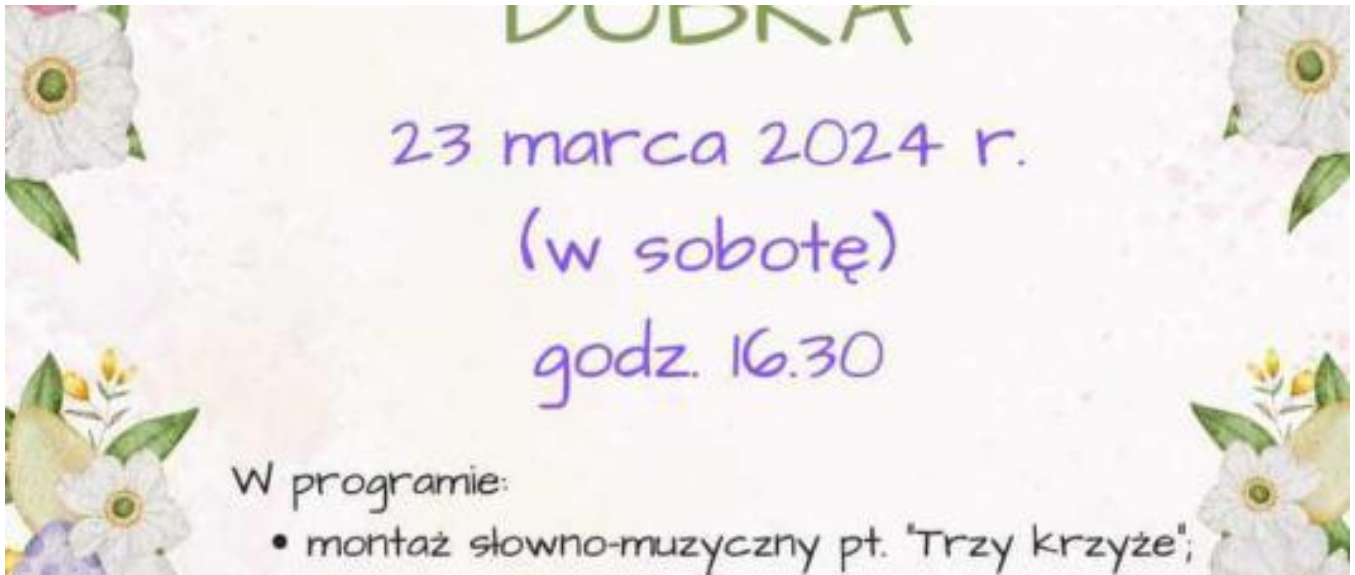 23 marca 2024 r.
(w sobotę)
godz. 16.30
W programie:
• montaż słowno-muzyczny pt. "Trzy krzyże";